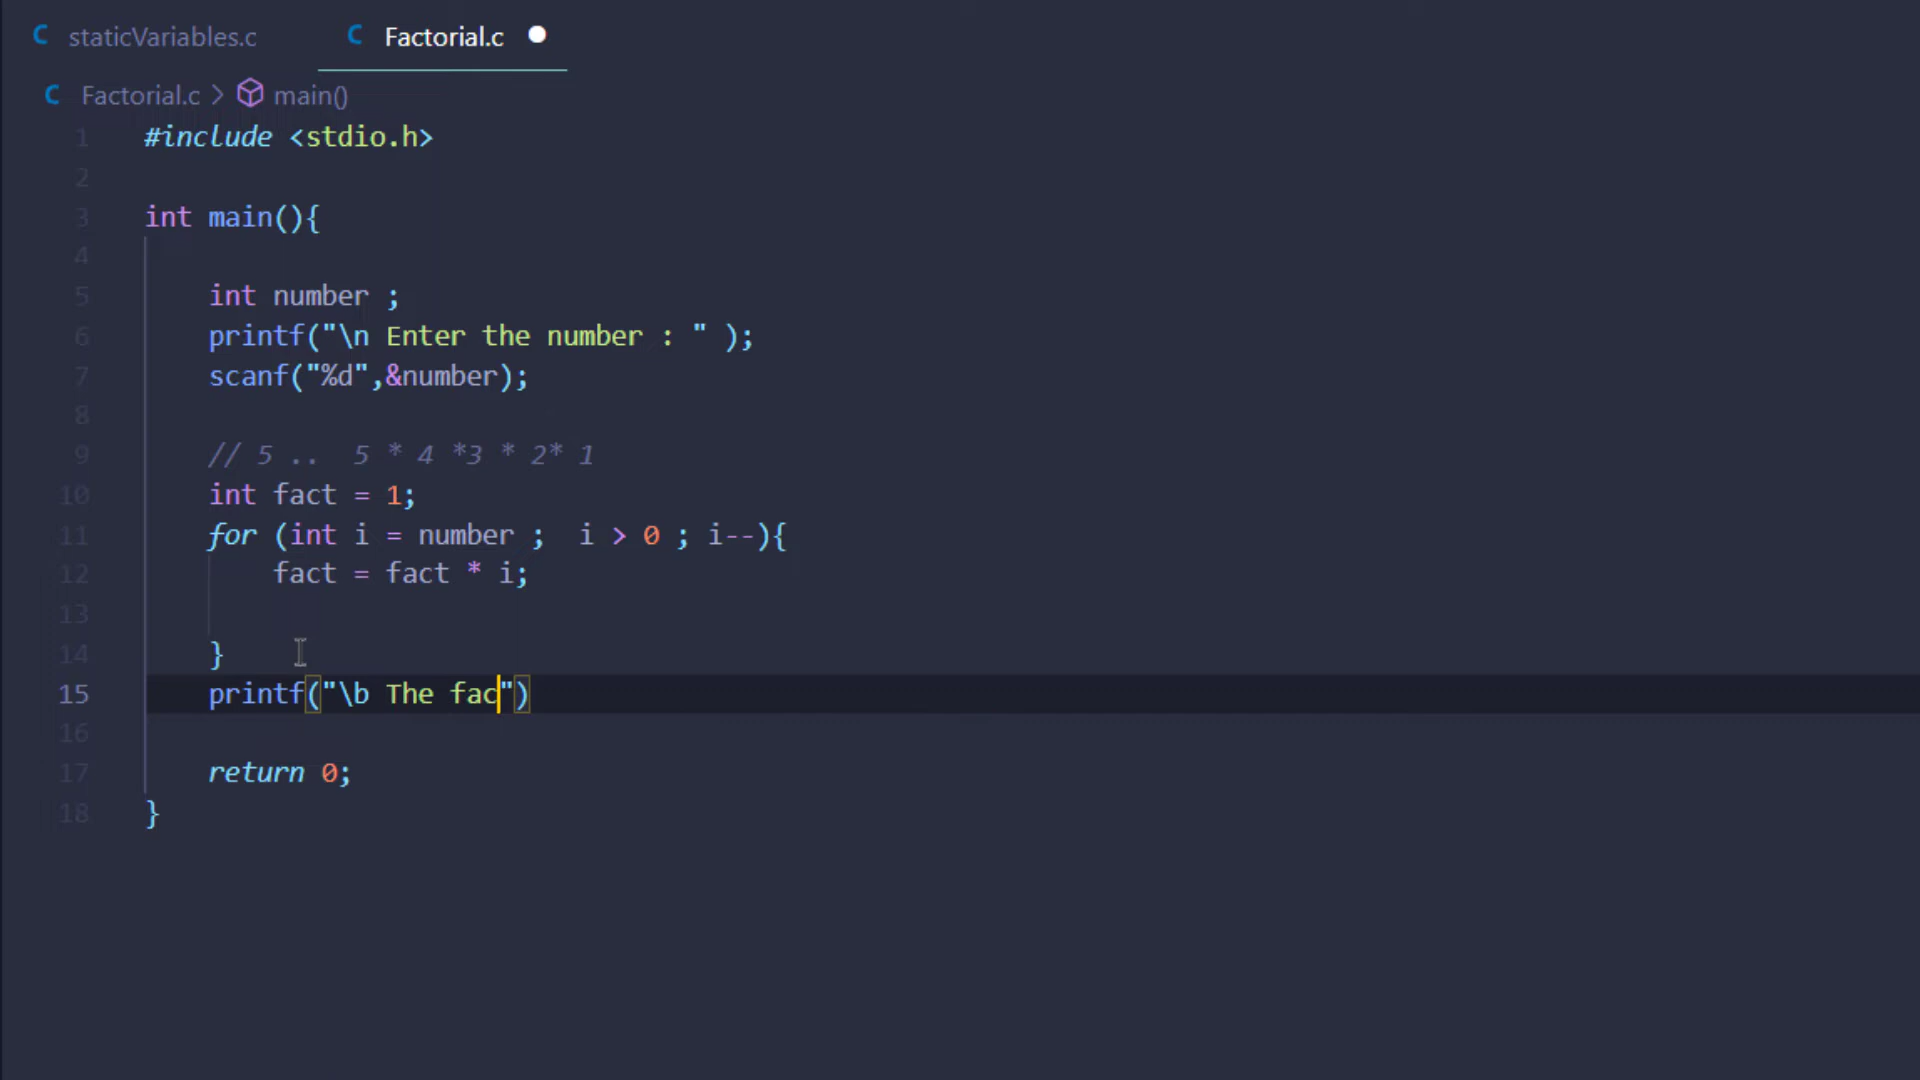 C staticVariables.c C Factorial.c
C Factorial.c > main()
1 #include <stdio.h>
2
3 int main(){
4
5 int number ;
6 printf("\n Enter the number : " );
7 scanf("%d",&number);
8
9 // 5 ..  5 * 4 *3 * 2* 1
10 int fact = 1;
11 for (int i = number ;  i > 0 ; i--){
12 fact = fact * i;
13
14 }
15 printf("\b The fac")
16
17 return 0;
18 }